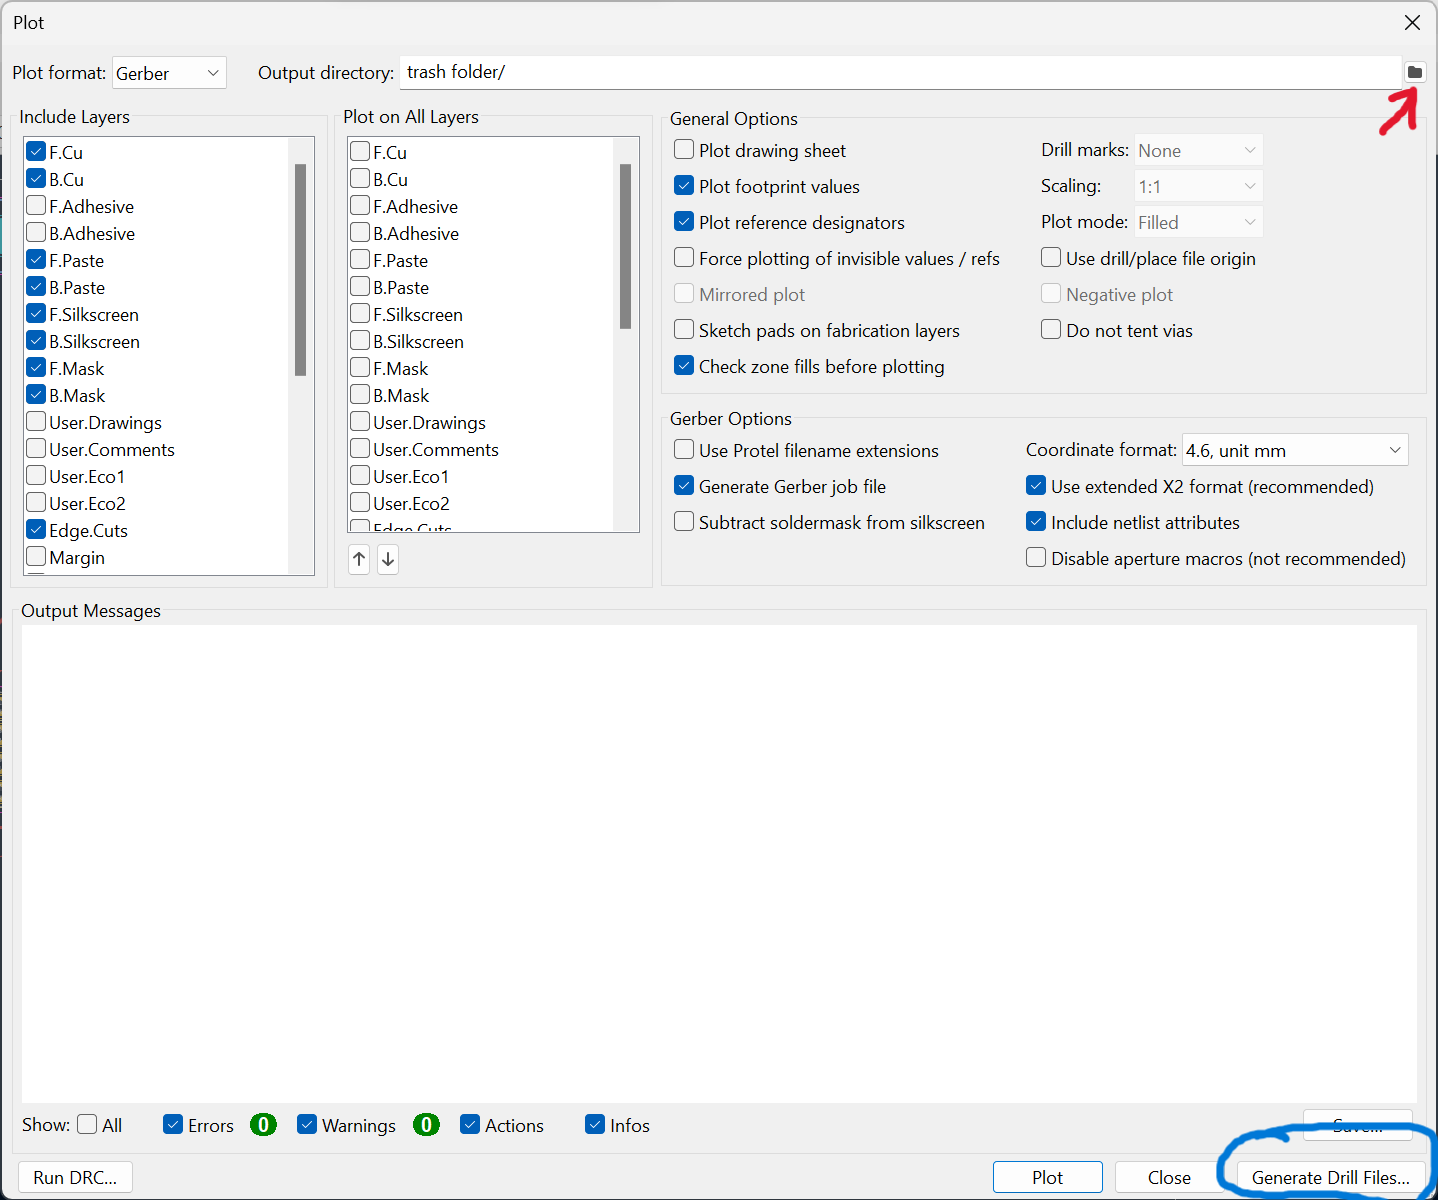 Plot
Plot format: Gerber
Output directory: trash folder/
Include Layers
F.Cu
B.Cu
F.Adhesive
B.Adhesive
F.Paste
B.Paste
F.Silkscreen
B.Silkscreen
F.Mask
B.Mask
User.Drawings
User.Comments
User.Eco1
User.Eco2
Edge.Cuts
Margin
Plot on All Layers
F.Cu
B.Cu
F.Adhesive
B.Adhesive
F.Paste
B.Paste
F.Silkscreen
B.Silkscreen
F.Mask
B.Mask
User.Drawings
User.Comments
User.Eco1
User.Eco2
Edge.Cuts
General Options
Plot drawing sheet
Plot footprint values
Plot reference designators
Force plotting of invisible values / refs
Mirrored plot
Sketch pads on fabrication layers
Check zone fills before plotting
Drill marks: None
Scaling: 1:1
Plot mode: Filled
Use drill/place file origin
Negative plot
Do not tent vias
Gerber Options
Use Protel filename extensions
Generate Gerber job file
Subtract soldermask from silkscreen
Coordinate format: 4.6, unit mm
Use extended X2 format (recommended)
Include netlist attributes
Disable aperture macros (not recommended)
Output Messages
Show: All Errors 0 Warnings 0 Actions Infos
Save...
Run DRC...
Plot
Close
Generate Drill Files...